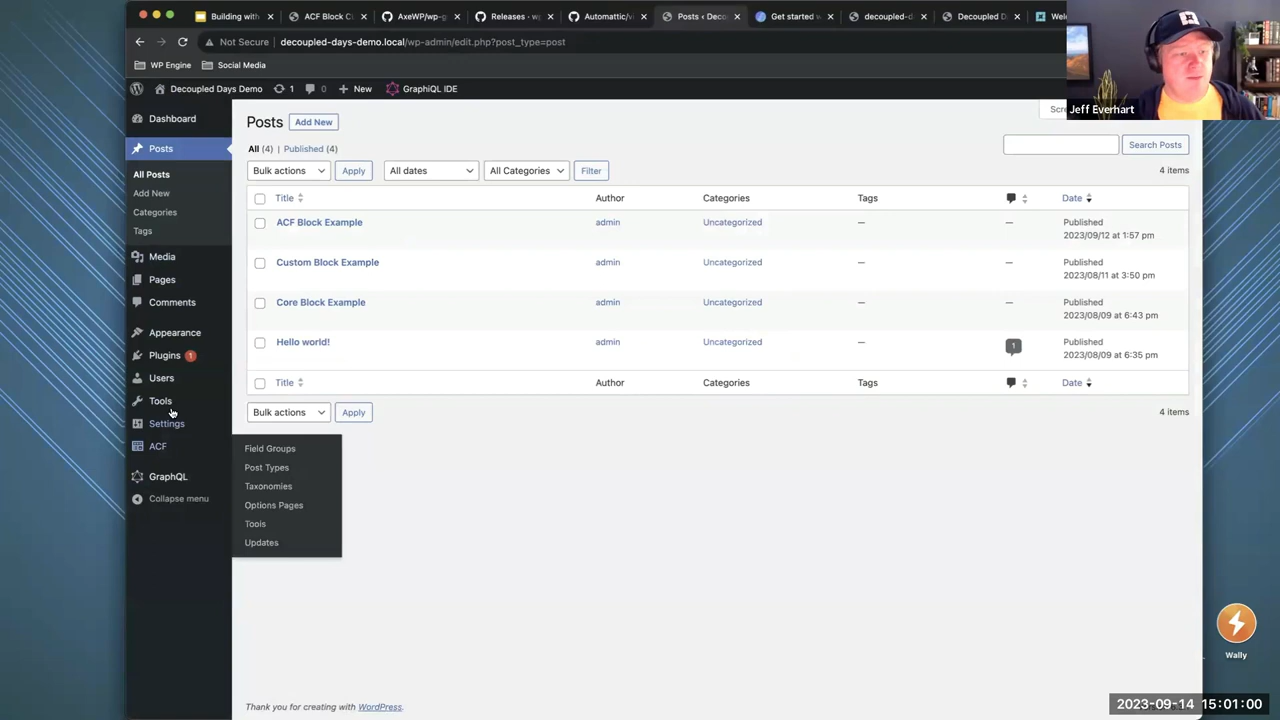 Building with
ACF Block C
AxeWP/wp-g
Releases · wp
Automattic/v
Posts ‹ Deco
Get started w
decoupled-da
Decoupled Da
Wel
Not Secure
decoupled-days-demo.local/wp-admin/edit.php?post_type=post
WP Engine
Social Media
Jeff Everhart
Decoupled Days Demo
1
0
New
GraphiQL IDE
Dashboard
Posts
All Posts
Add New
Categories
Tags
Media
Pages
Comments
Appearance
Plugins 1
Users
Tools
Settings
ACF
GraphQL
Collapse menu
Field Groups
Post Types
Taxonomies
Options Pages
Tools
Updates
Posts
Add New
Scr
All (4) | Published (4)
Search Posts
Bulk actions
Apply
All dates
All Categories
Filter
4 items
Title Author Categories Tags Date
ACF Block Example admin Uncategorized — — Published
2023/09/12 at 1:57 pm
Custom Block Example admin Uncategorized — — Published
2023/08/11 at 3:50 pm
Core Block Example admin Uncategorized — — Published
2023/08/09 at 6:43 pm
Hello world! admin Uncategorized — 1 Published
2023/08/09 at 6:35 pm
Title Author Categories Tags Date
Bulk actions
Apply
4 items
Thank you for creating with WordPress.
Wally
2023-09-14 15:01:00